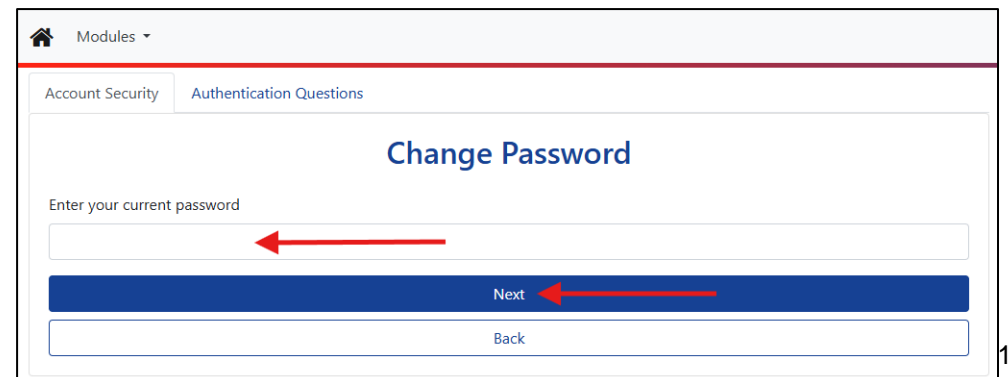 Modules
Account Security Authentication Questions
Change Password
Enter your current password
Next
Back
1